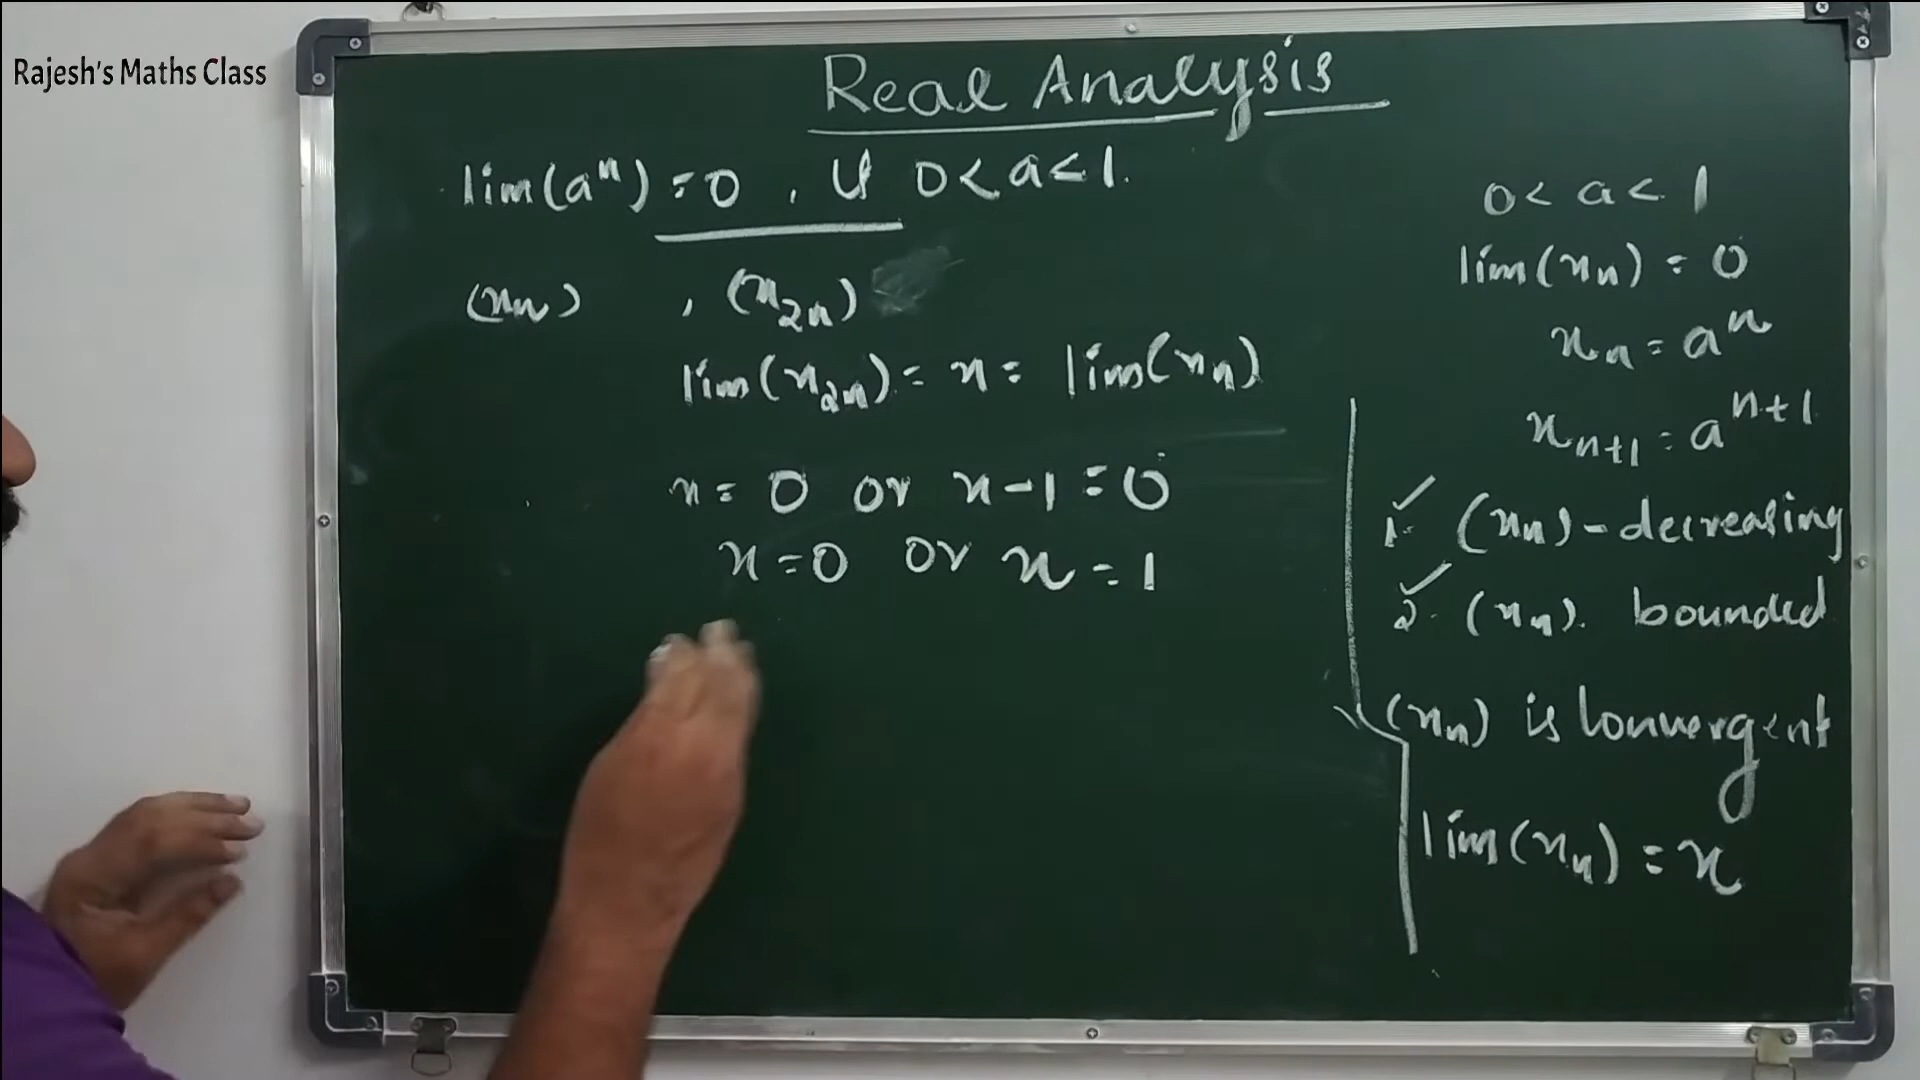 Rajesh's Maths Class
Real Analysis
lim(aⁿ) = 0 , if 0 < a < 1.
(xₙ) , (x₂ₙ)
lim(x₂ₙ) = x = lim(xₙ)
x = 0 or x - 1 = 0
x = 0 or x = 1
0 < a < 1
lim(xₙ) = 0
xₙ = aⁿ
xₙ₊₁ = aⁿ⁺¹
✓ 1. (xₙ) - decreasing
✓ 2. (xₙ). bounded
(xₙ) is convergent
lim(xₙ) = x